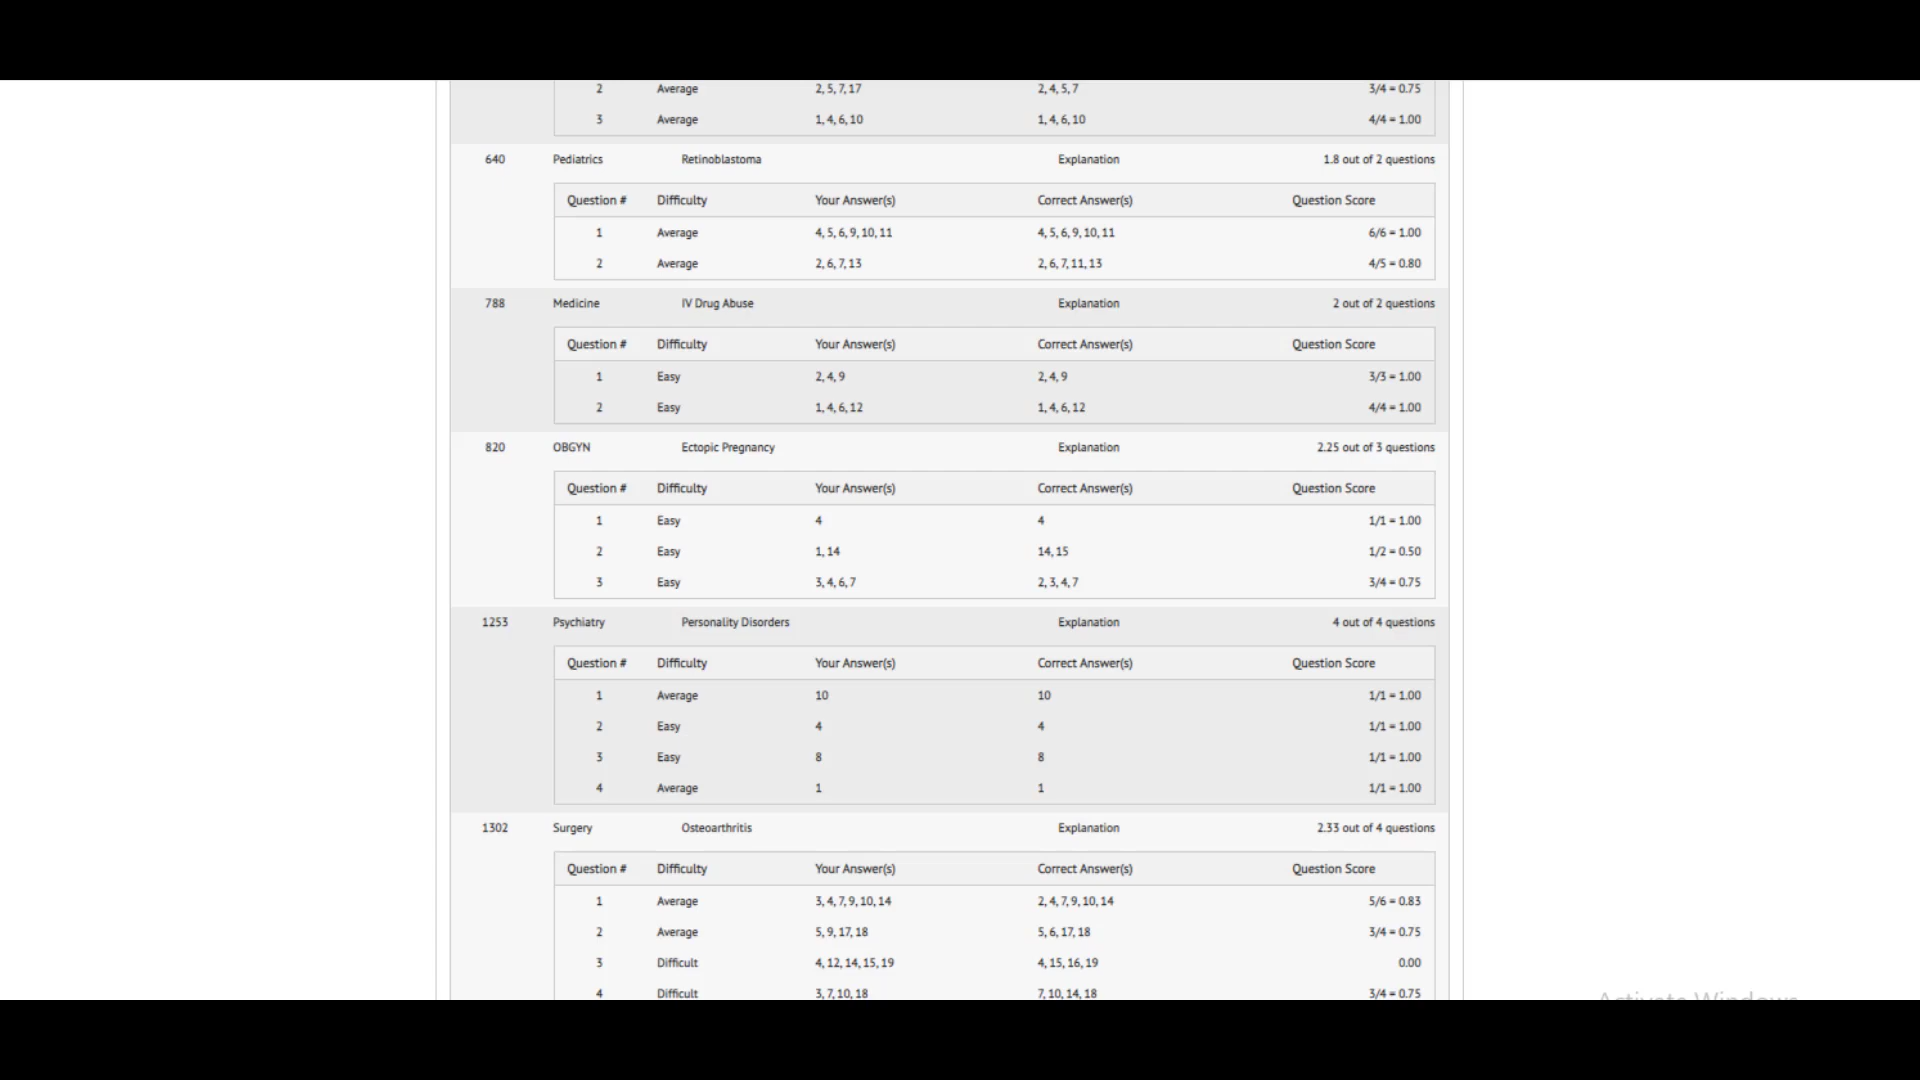 2 Average 2, 5, 7, 17 2, 4, 5, 7 3/4 = 0.75
3 Average 1, 4, 6, 10 1, 4, 6, 10 4/4 = 1.00
640 Pediatrics Retinoblastoma Explanation 1.8 out of 2 questions
Question # Difficulty Your Answer(s) Correct Answer(s) Question Score
1 Average 4, 5, 6, 9, 10, 11 4, 5, 6, 9, 10, 11 6/6 = 1.00
2 Average 2, 6, 7, 13 2, 6, 7, 11, 13 4/5 = 0.80
788 Medicine IV Drug Abuse Explanation 2 out of 2 questions
Question # Difficulty Your Answer(s) Correct Answer(s) Question Score
1 Easy 2, 4, 9 2, 4, 9 3/3 = 1.00
2 Easy 1, 4, 6, 12 1, 4, 6, 12 4/4 = 1.00
820 OBGYN Ectopic Pregnancy Explanation 2.25 out of 3 questions
Question # Difficulty Your Answer(s) Correct Answer(s) Question Score
1 Easy 4 4 1/1 = 1.00
2 Easy 1, 14 14, 15 1/2 = 0.50
3 Easy 3, 4, 6, 7 2, 3, 4, 7 3/4 = 0.75
1253 Psychiatry Personality Disorders Explanation 4 out of 4 questions
Question # Difficulty Your Answer(s) Correct Answer(s) Question Score
1 Average 10 10 1/1 = 1.00
2 Easy 4 4 1/1 = 1.00
3 Easy 8 8 1/1 = 1.00
4 Average 1 1 1/1 = 1.00
1302 Surgery Osteoarthritis Explanation 2.33 out of 4 questions
Question # Difficulty Your Answer(s) Correct Answer(s) Question Score
1 Average 3, 4, 7, 9, 10, 14 2, 4, 7, 9, 10, 14 5/6 = 0.83
2 Average 5, 9, 17, 18 5, 6, 17, 18 3/4 = 0.75
3 Difficult 4, 12, 14, 15, 19 4, 15, 16, 19 0.00
4 Difficult 3, 7, 10, 18 7, 10, 14, 18 3/4 = 0.75
Activate Windows